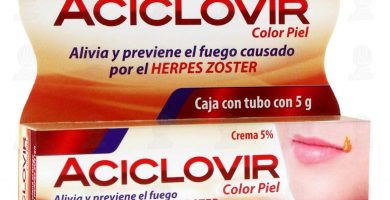 ACICLOVIR
Color Piel
Alivia y previene el fuego causado
por el HERPES ZOSTER
Caja con tubo con 5 g
Crema 5%
ACICLOVIR
Color Piel
Alivia y previene el fuego